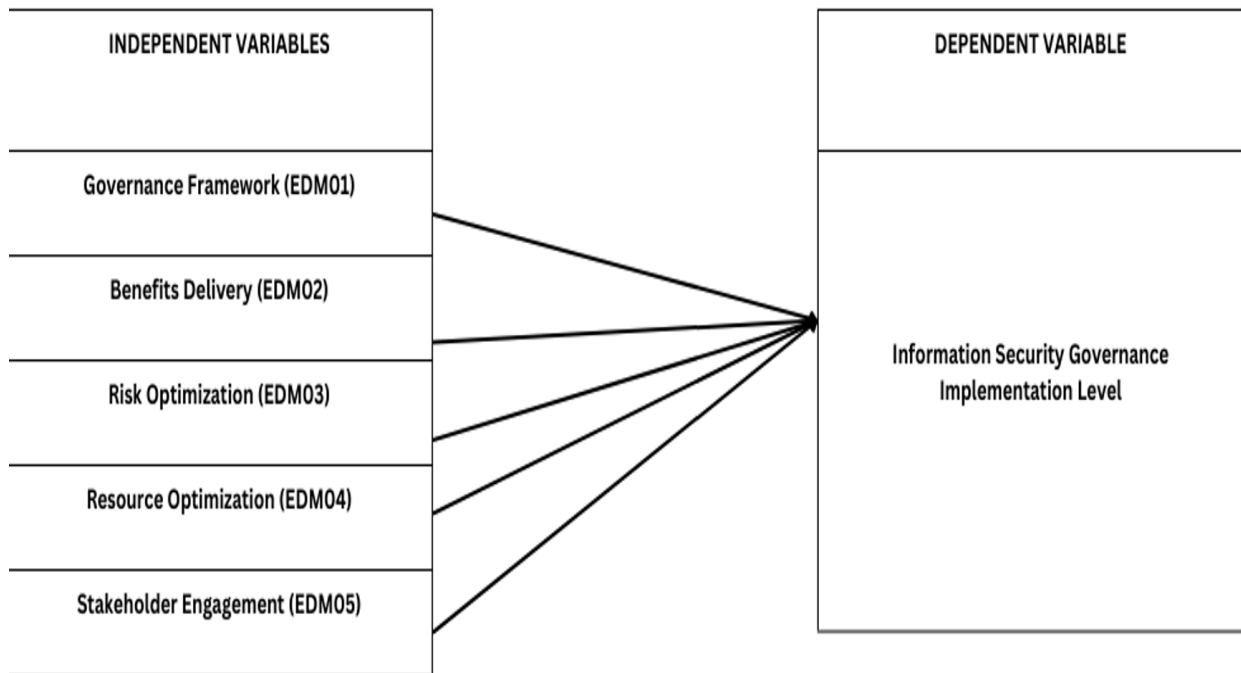 INDEPENDENT VARIABLES
Governance Framework (EDM01)
Benefits Delivery (EDM02)
Risk Optimization (EDM03)
Resource Optimization (EDM04)
Stakeholder Engagement (EDM05)
DEPENDENT VARIABLE
Information Security Governance
Implementation Level